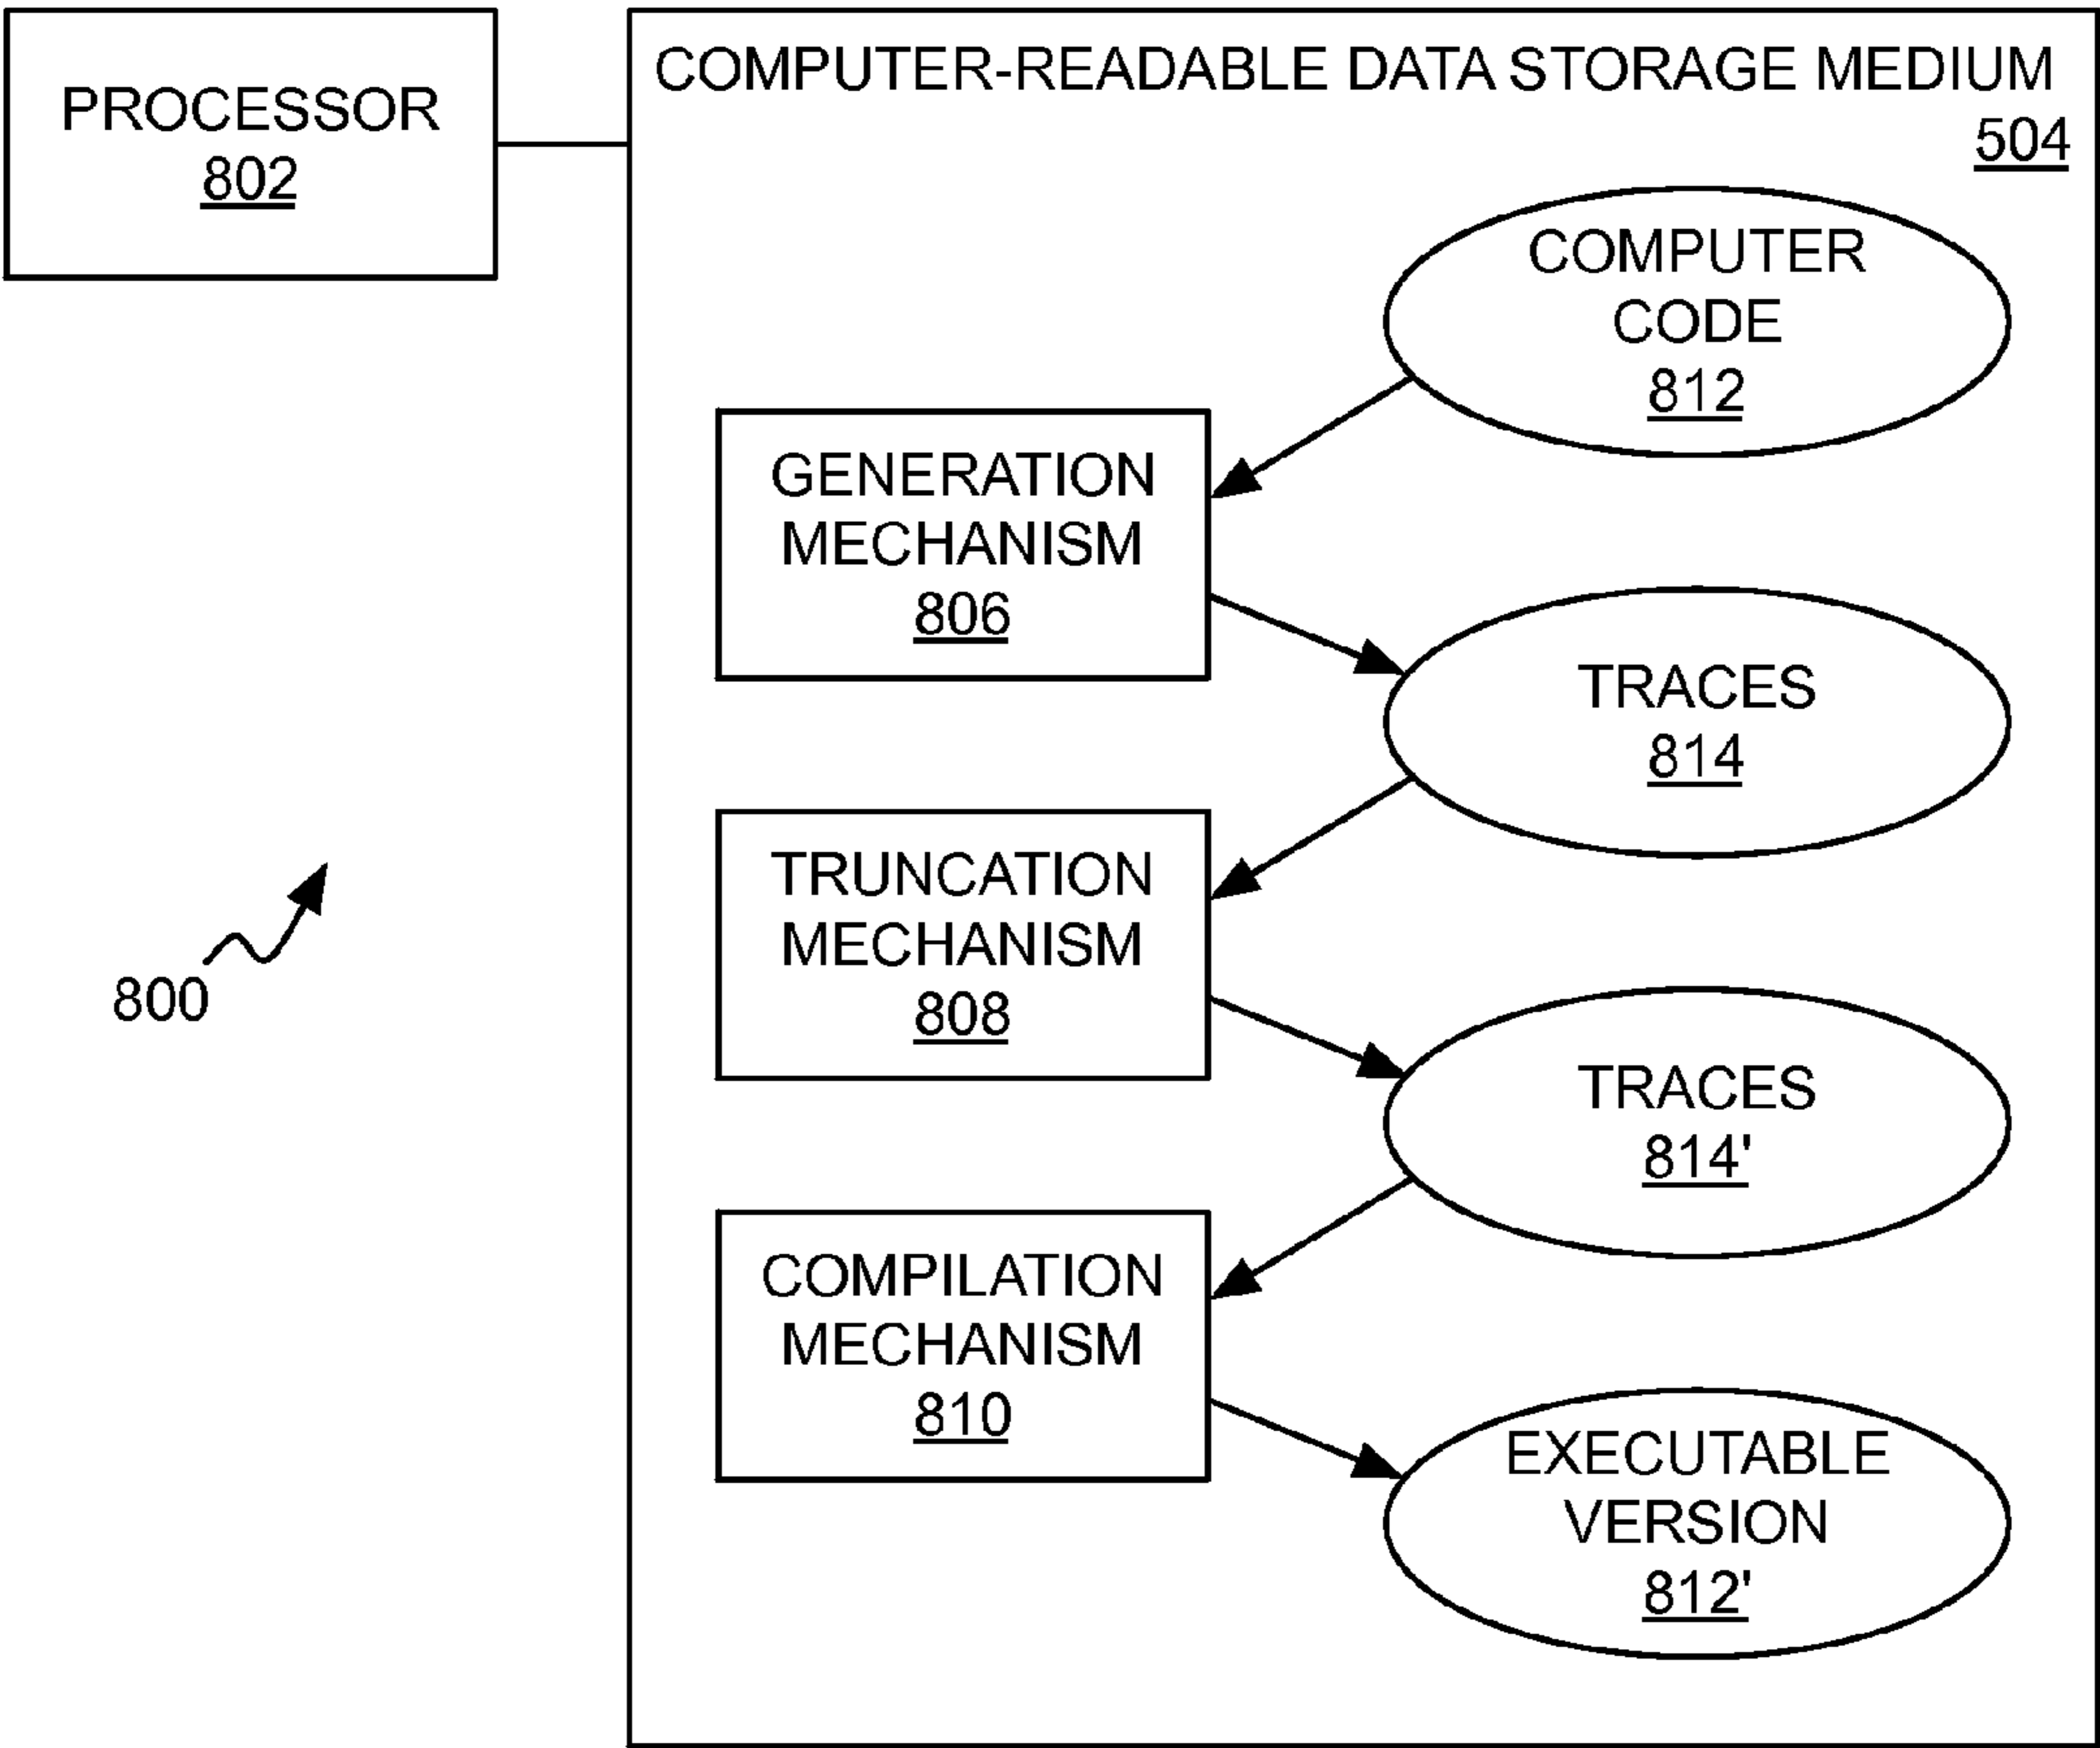 PROCESSOR
802
COMPUTER-READABLE DATA STORAGE MEDIUM
504
COMPUTER
CODE
812
GENERATION
MECHANISM
806
TRACES
814
TRUNCATION
MECHANISM
808
800
TRACES
814'
COMPILATION
MECHANISM
810
EXECUTABLE
VERSION
812'